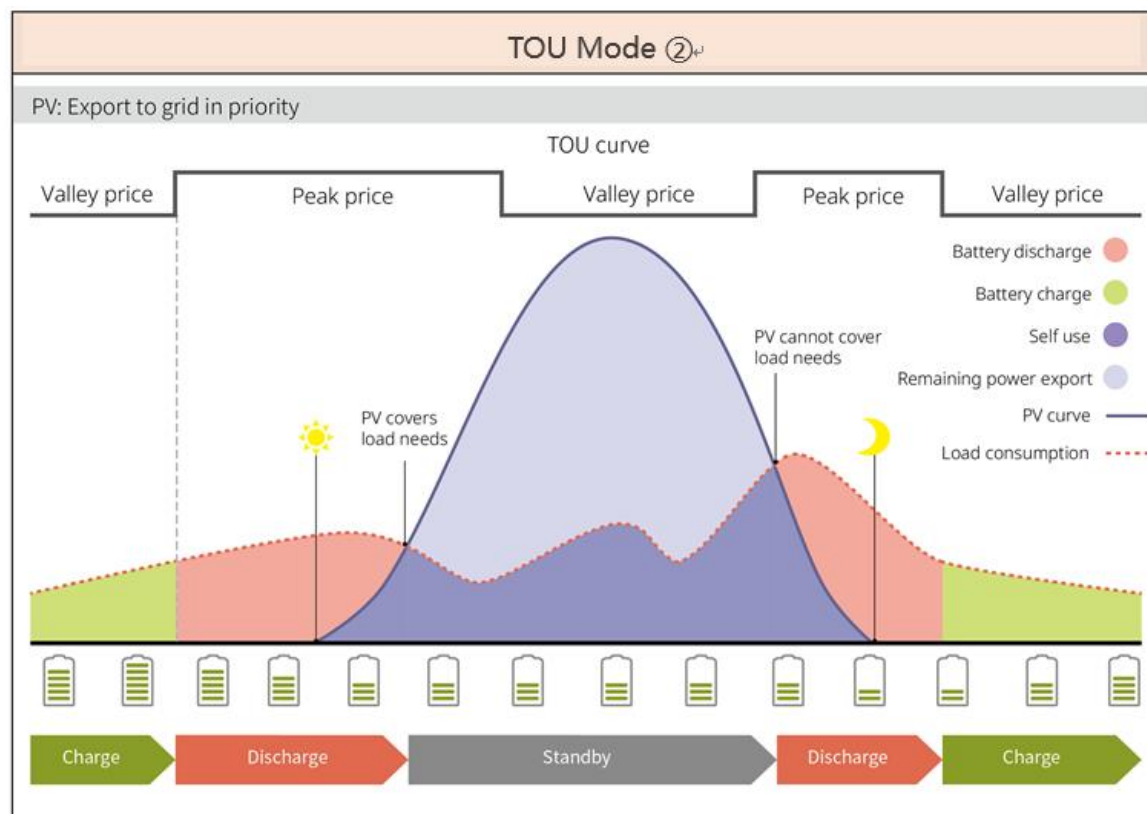 TOU Mode ②↵
PV: Export to grid in priority
TOU curve
Valley price
Peak price
Valley price
Peak price
Valley price
Battery discharge
Battery charge
Self use
Remaining power export
PV curve
Load consumption
PV cannot cover
load needs
PV covers
load needs
Charge
Discharge
Standby
Discharge
Charge